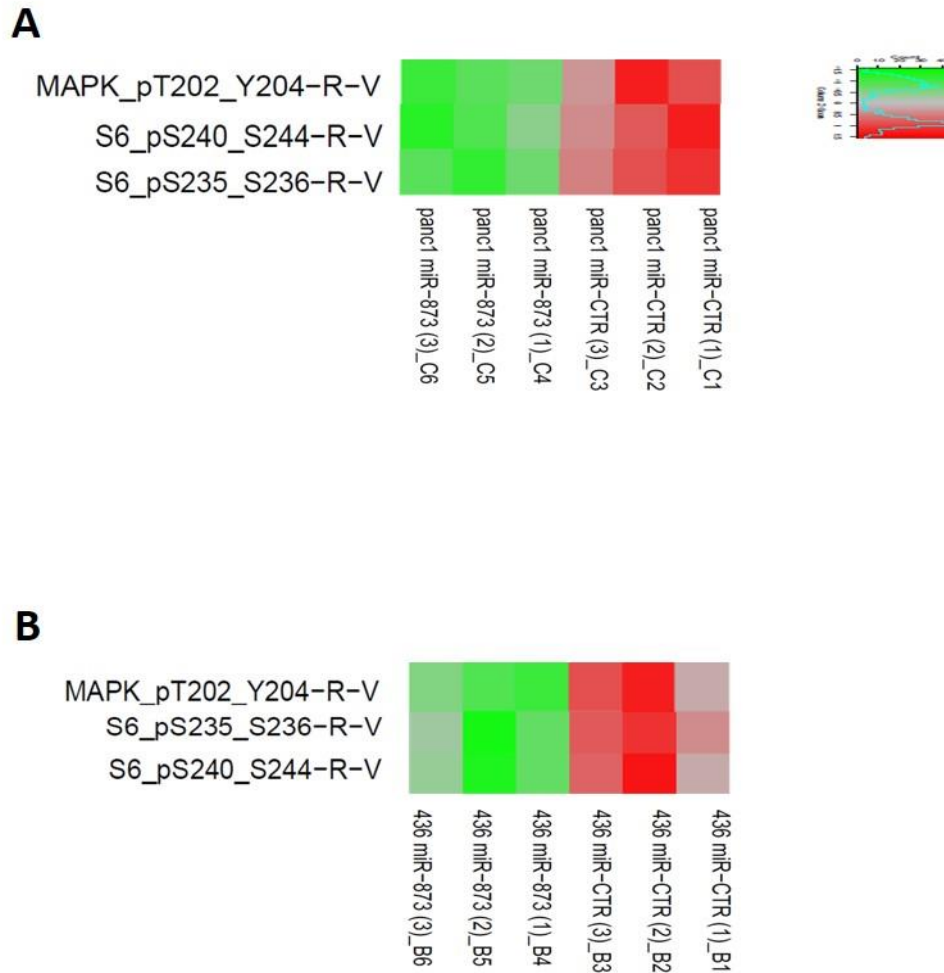 A
MAPK_pT202_Y204-R-V
S6_pS240_S244-R-V
S6_pS235_S236-R-V
panc1 miR-873 (3)_C6
panc1 miR-873 (2)_C5
panc1 miR-873 (1)_C4
panc1 miR-CTR (3)_C3
panc1 miR-CTR (2)_C2
panc1 miR-CTR (1)_C1
B
MAPK_pT202_Y204-R-V
S6_pS235_S236-R-V
S6_pS240_S244-R-V
436 miR-873 (3)_B6
436 miR-873 (2)_B5
436 miR-873 (1)_B4
436 miR-CTR (3)_B3
436 miR-CTR (2)_B2
436 miR-CTR (1)_B1